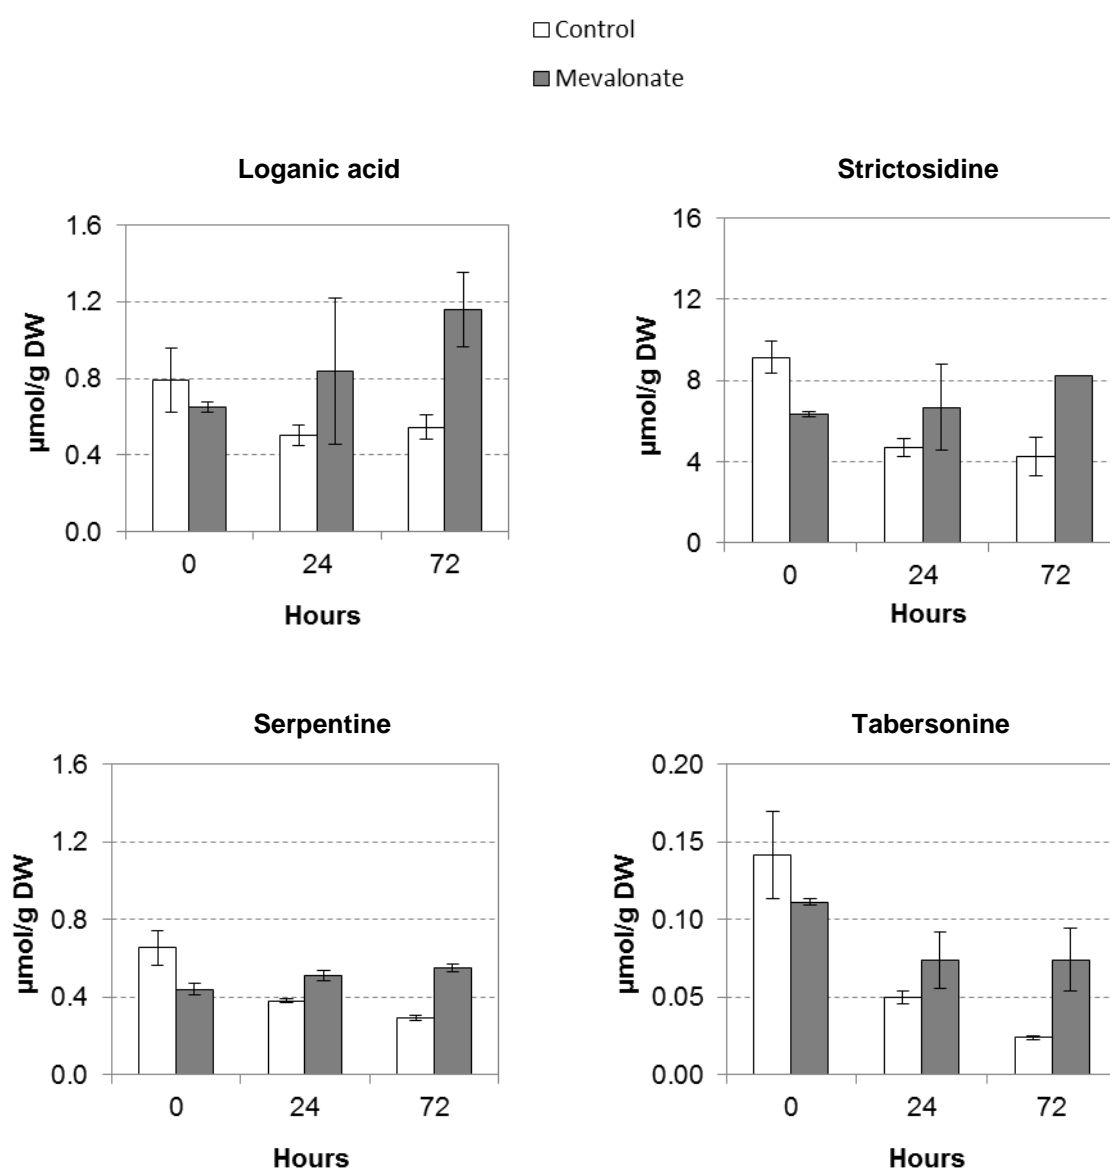 Control
Mevalonate
Loganic acid
µmol/g DW
1.6
1.2
0.8
0.4
0.0
0 24 72
Hours
Strictosidine
µmol/g DW
16
12
8
4
0
0 24 72
Hours
Serpentine
µmol/g DW
1.6
1.2
0.8
0.4
0.0
0 24 72
Hours
Tabersonine
µmol/g DW
0.20
0.15
0.10
0.05
0.00
0 24 72
Hours